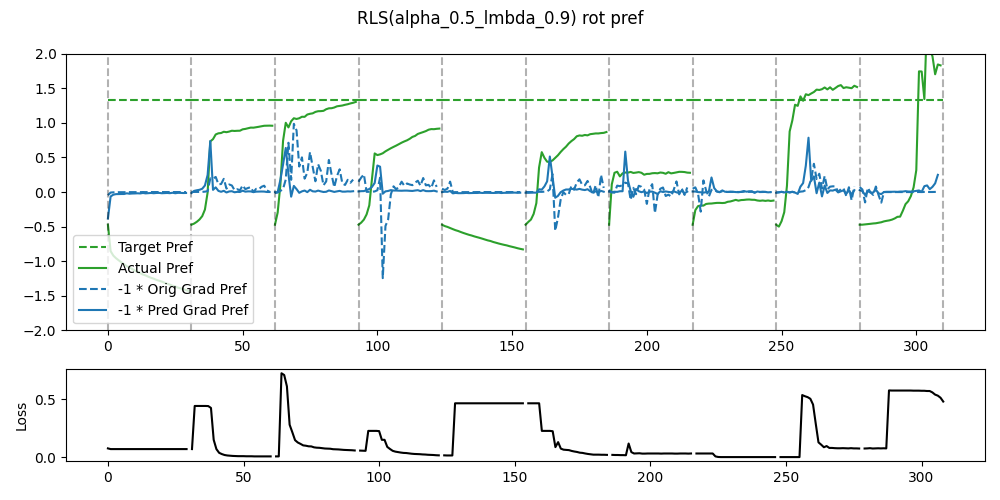 RLS(alpha_0.5_lmbda_0.9) rot pref
2.0
1.5
1.0
0.5
0.0
−0.5
−1.0
−1.5
−2.0
Target Pref
Actual Pref
-1 * Orig Grad Pref
-1 * Pred Grad Pref
0 50 100 150 200 250 300
Loss
0.5
0.0
0 50 100 150 200 250 300